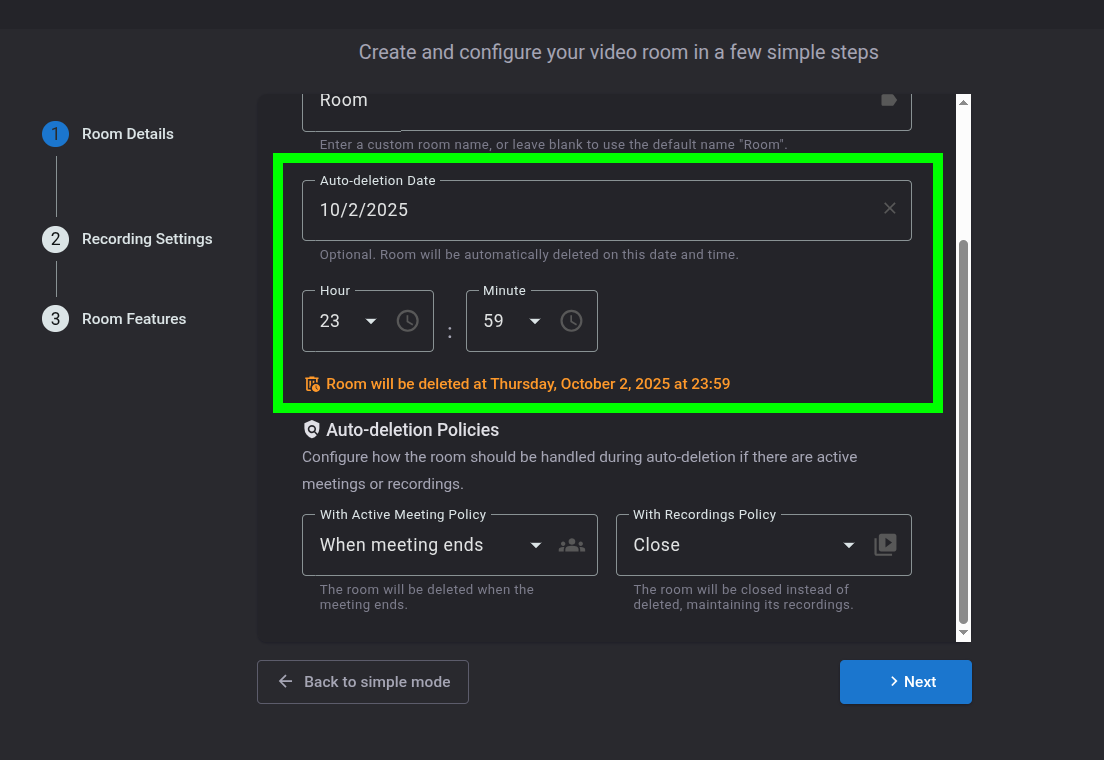 Create and configure your video room in a few simple steps
1 Room Details
2 Recording Settings
3 Room Features
Room
Enter a custom room name, or leave blank to use the default name "Room".
Auto-deletion Date
10/2/2025
Optional. Room will be automatically deleted on this date and time.
Hour
23
:
Minute
59
Room will be deleted at Thursday, October 2, 2025 at 23:59
Auto-deletion Policies
Configure how the room should be handled during auto-deletion if there are active
meetings or recordings.
With Active Meeting Policy
When meeting ends
The room will be deleted when the
meeting ends.
With Recordings Policy
Close
The room will be closed instead of
deleted, maintaining its recordings.
Back to simple mode
Next